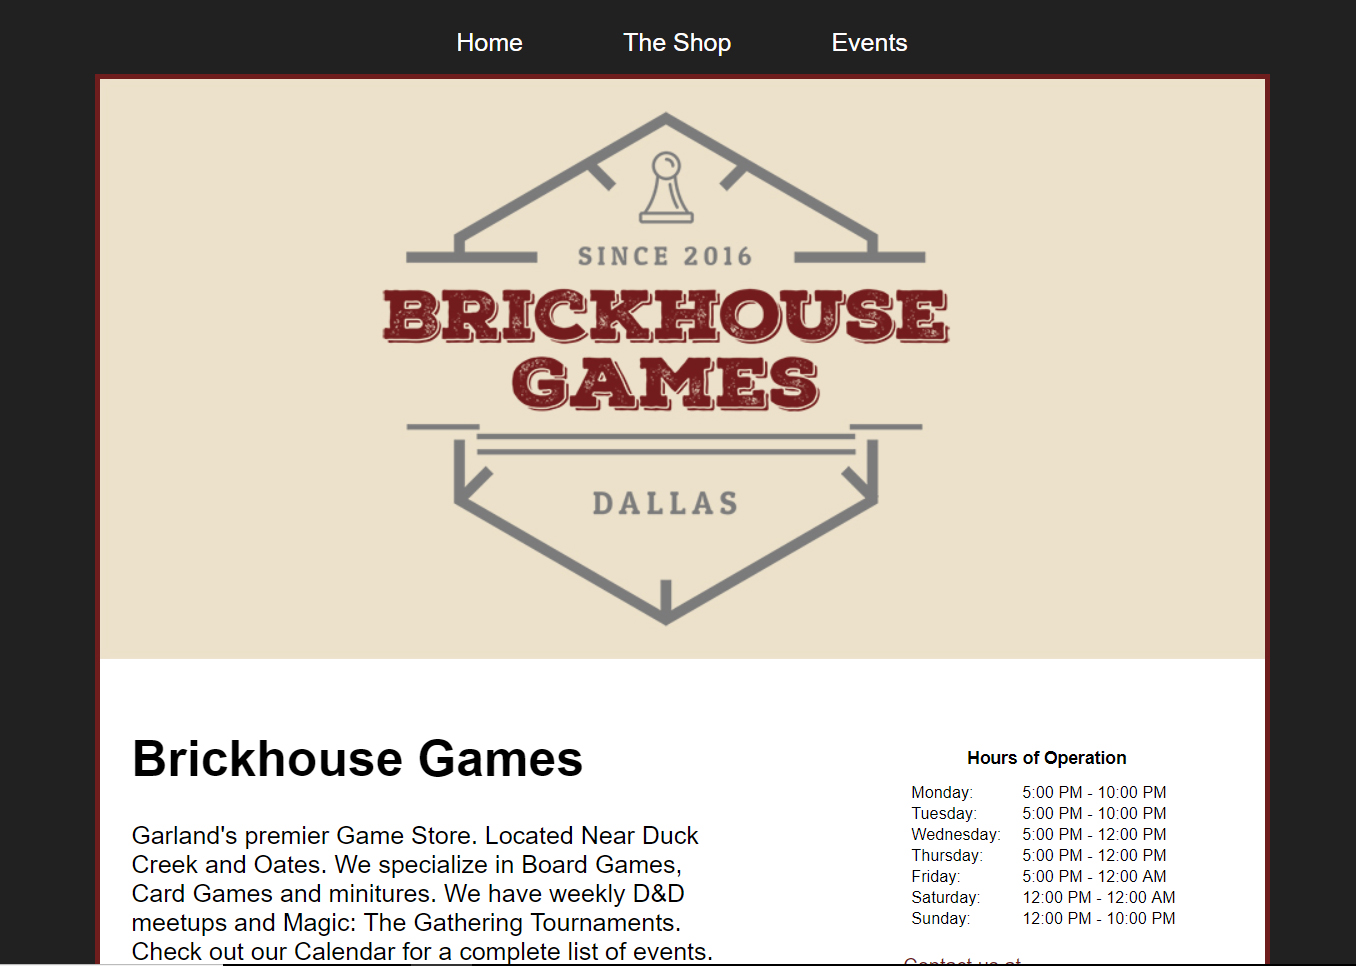 Home The Shop Events
SINCE 2016
BRICKHOUSE
GAMES
DALLAS
Brickhouse Games
Garland's premier Game Store. Located Near Duck
Creek and Oates. We specialize in Board Games,
Card Games and minitures. We have weekly D&D
meetups and Magic: The Gathering Tournaments.
Check out our Calendar for a complete list of events.
Hours of Operation
Monday: 5:00 PM - 10:00 PM
Tuesday: 5:00 PM - 10:00 PM
Wednesday: 5:00 PM - 12:00 PM
Thursday: 5:00 PM - 12:00 PM
Friday: 5:00 PM - 12:00 AM
Saturday: 12:00 PM - 12:00 AM
Sunday: 12:00 PM - 10:00 PM
Contact us at